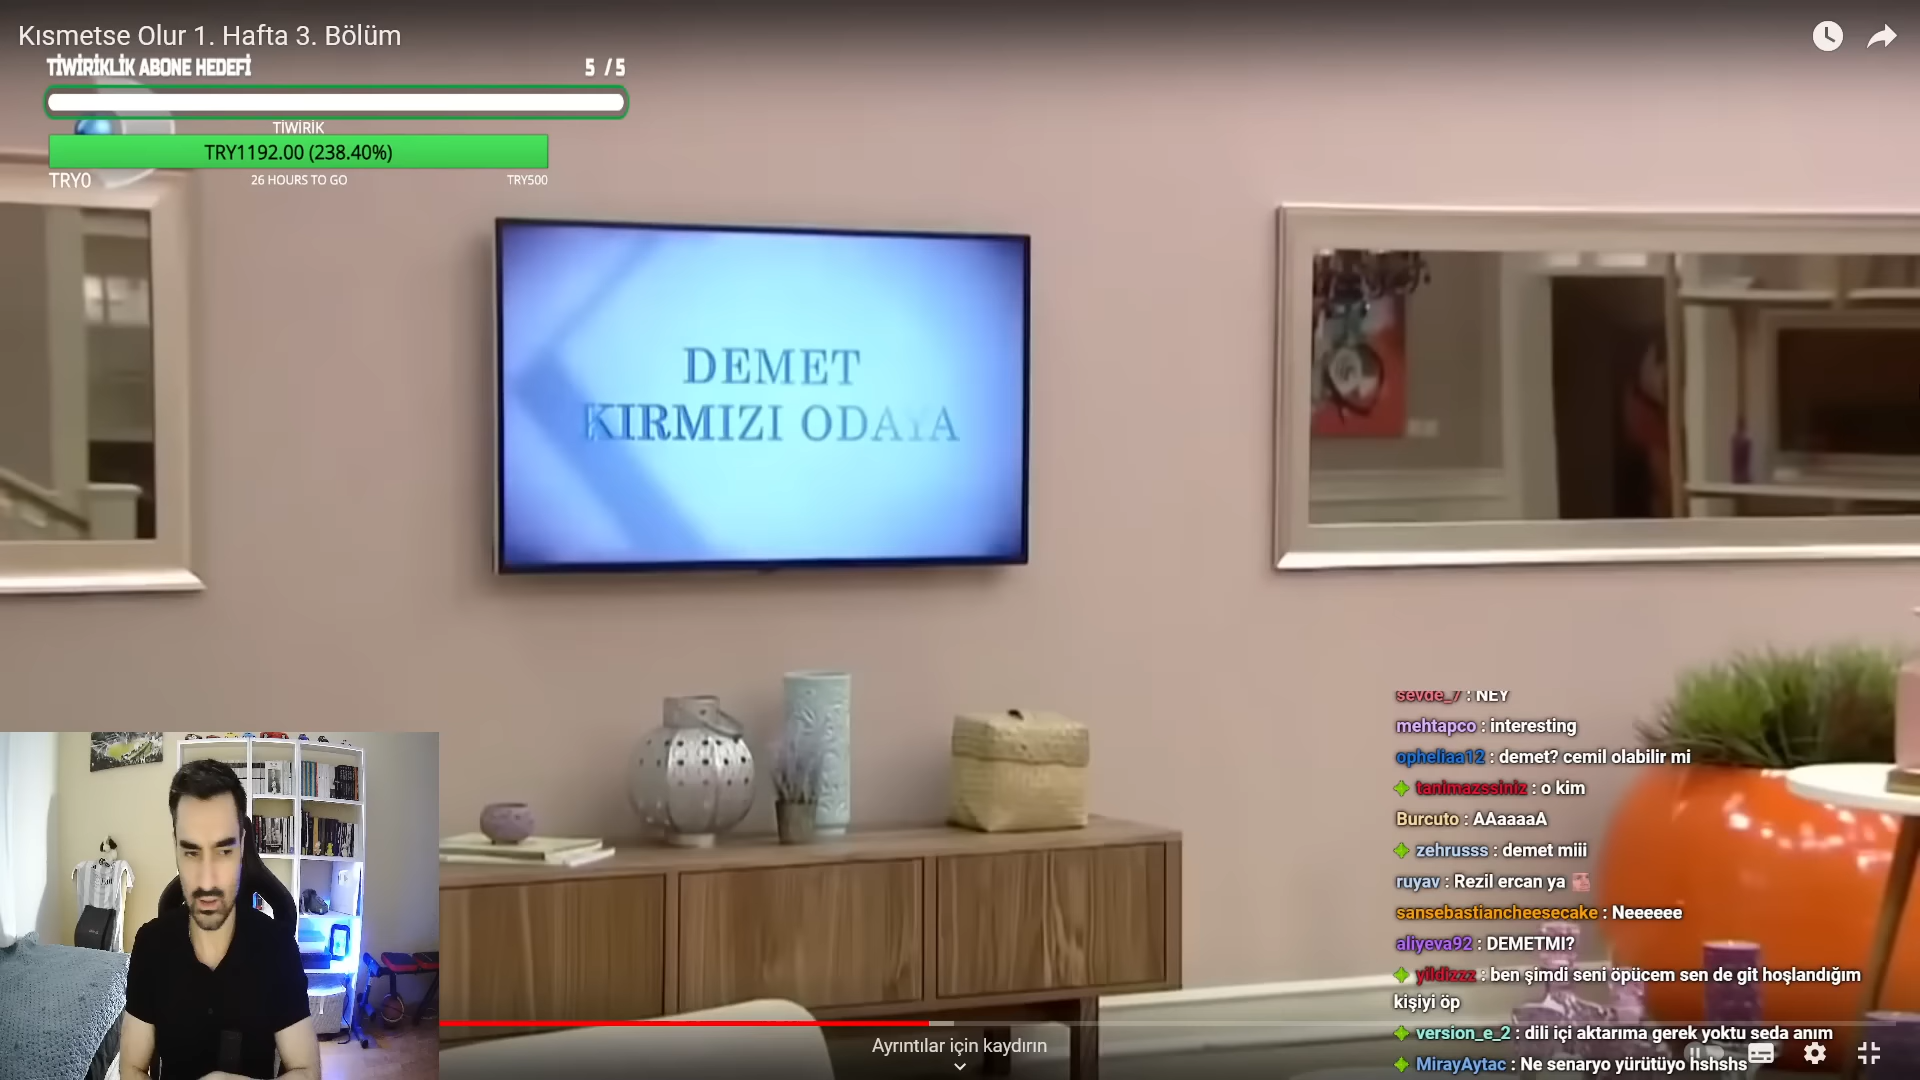 Kısmetse Olur 1. Hafta 3. Bölüm
TİWİRİKLİK ABONE HEDEFİ 5 / 5
TİWİRİK
TRY1192.00 (238.40%)
TRY0 26 HOURS TO GO TRY500
DEMET
KIRMIZI ODAYA
sevde_7 : NEY
mehtapco : interesting
opheliaa12 : demet? cemil olabilir mi
tanimazssiniz : o kim
Burcuto : AAaaaaA
zehrusss : demet miii
ruyav : Rezil ercan ya
sansebastiancheesecake : Neeeeee
aliyeva92 : DEMETMI?
yildizzz : ben şimdi seni öpücem sen de git hoşlandığım
kişiyi öp
version_e_2 : dili içi aktarıma gerek yoktu seda anım
MirayAytac : Ne senaryo yürütüyo hshshs
Ayrıntılar için kaydırın